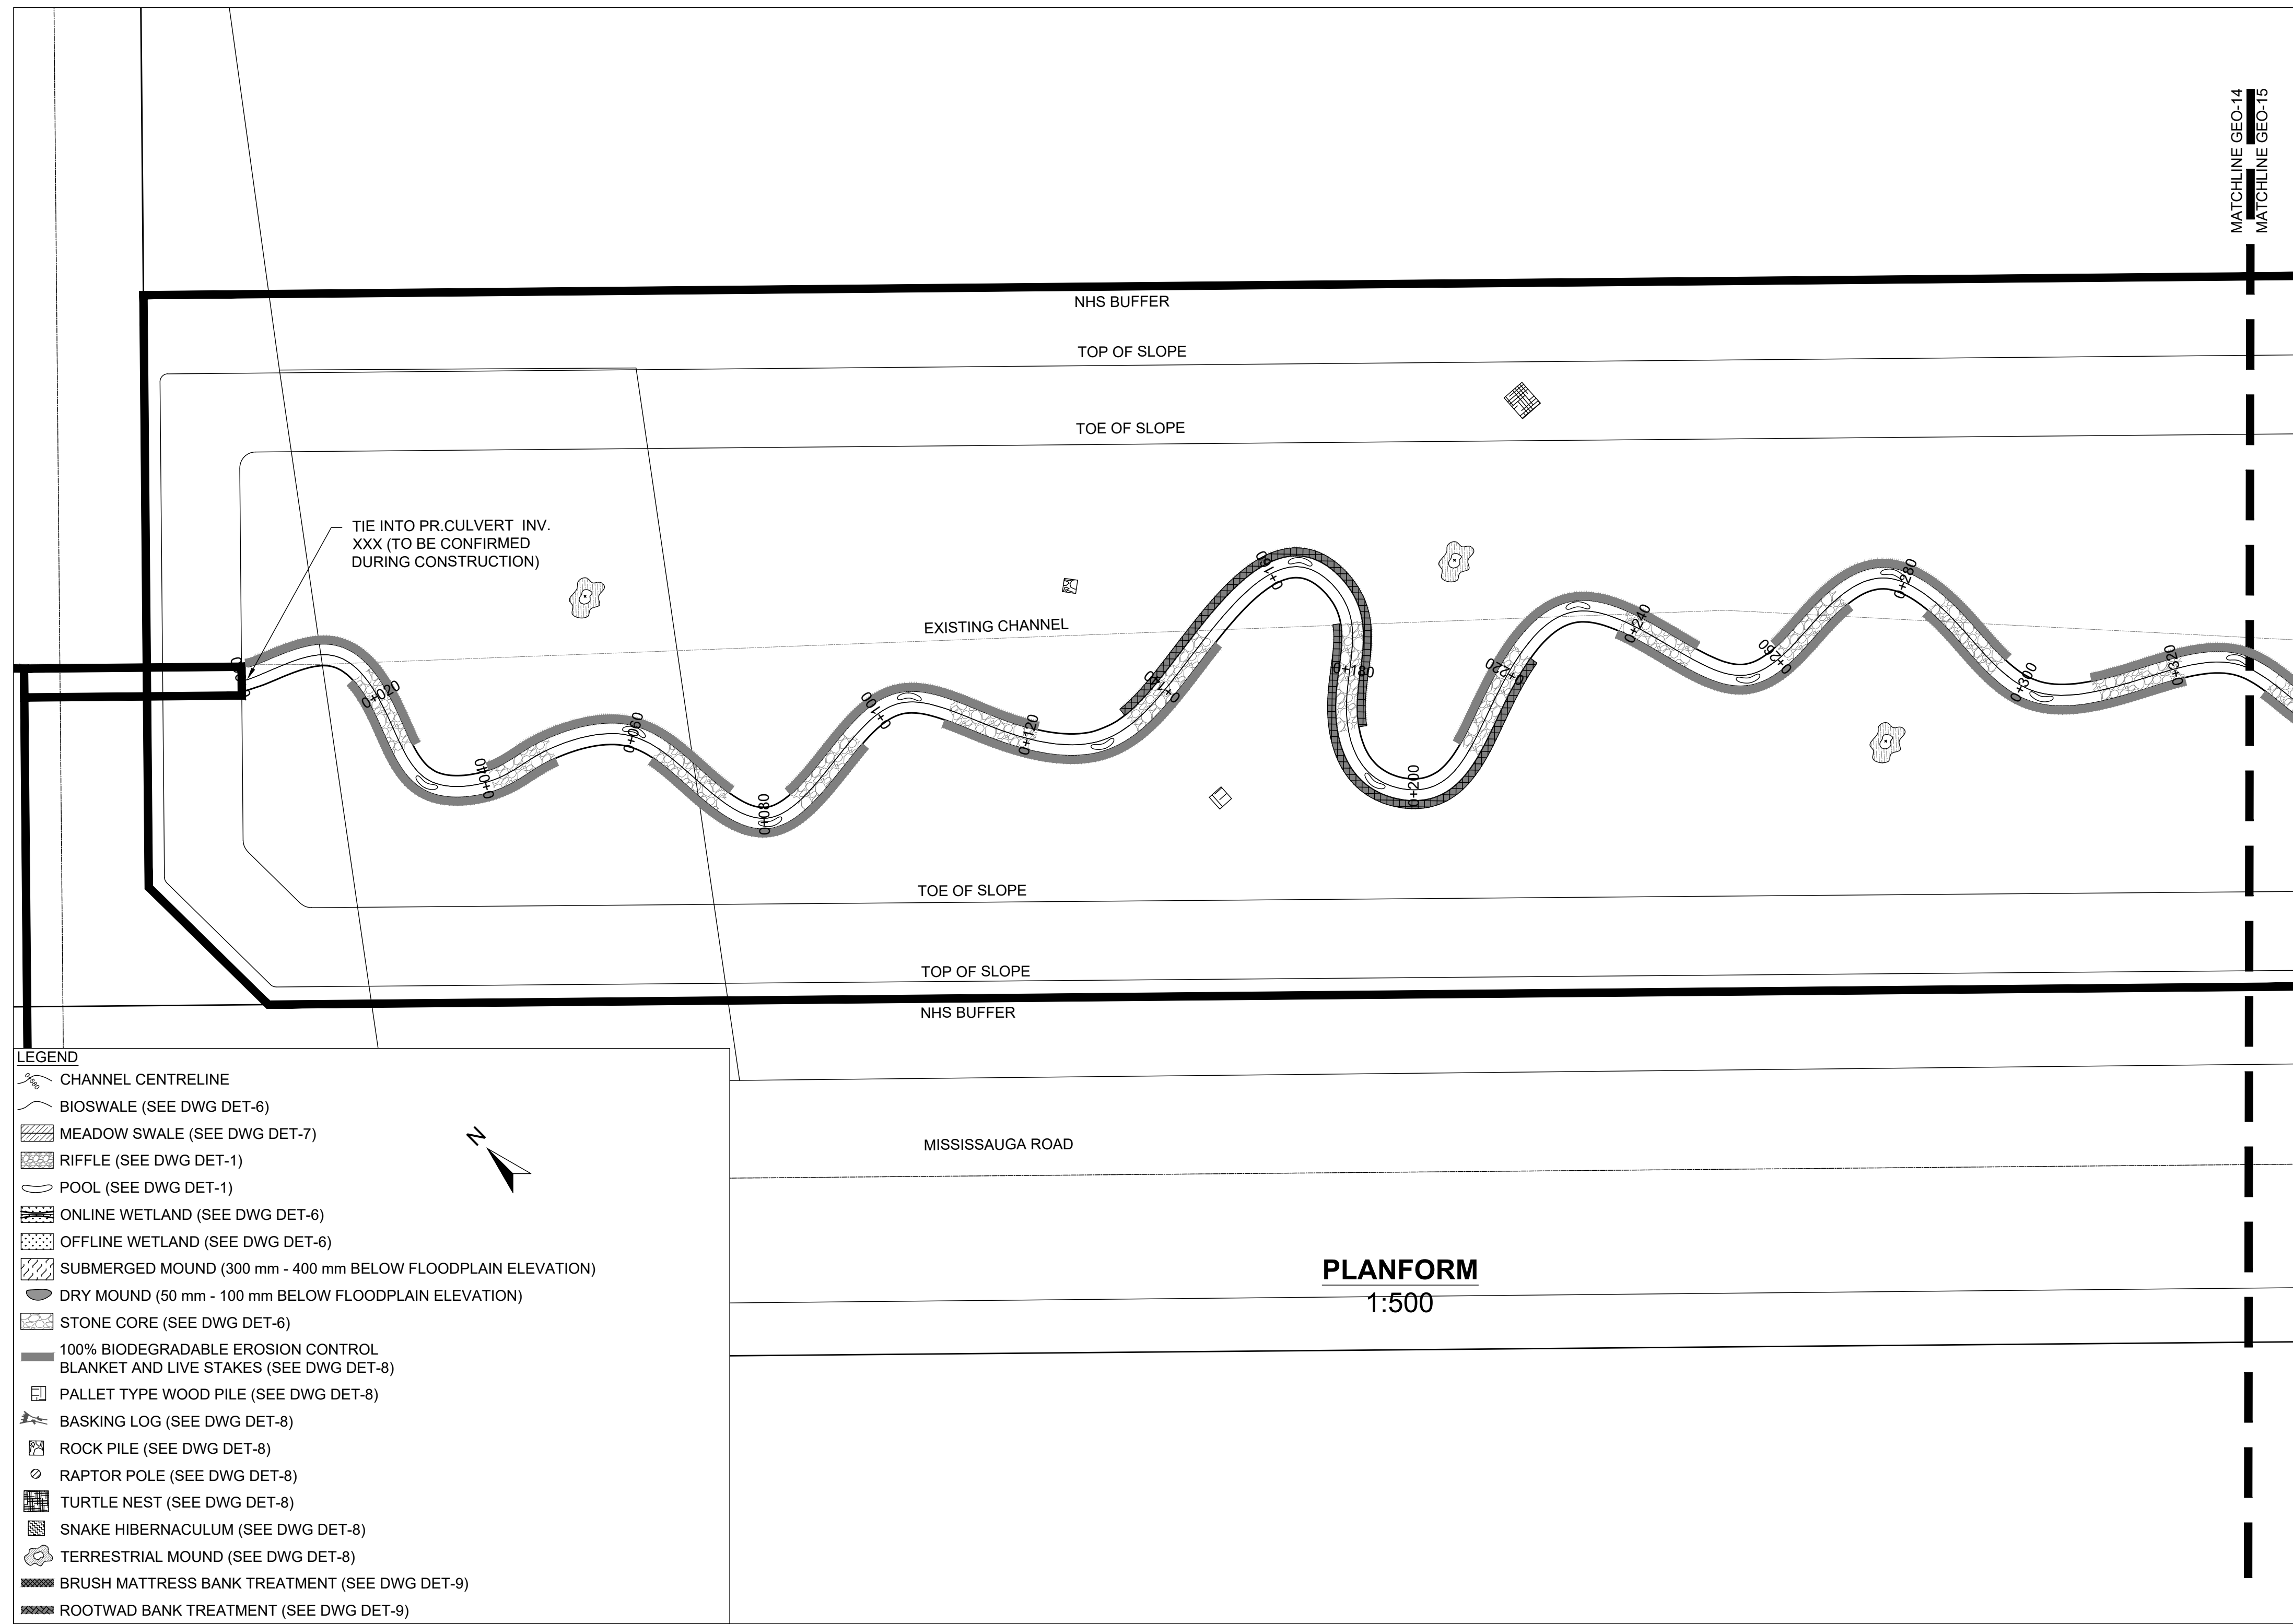 MATCHLINE GEO-14
MATCHLINE GEO-15
NHS BUFFER
TOP OF SLOPE
TOE OF SLOPE
TIE INTO PR.CULVERT INV.
XXX (TO BE CONFIRMED
DURING CONSTRUCTION)
EXISTING CHANNEL
0+020
0+040
0+060
0+080
0+100
0+120
0+140
0+160
0+180
0+200
0+220
0+240
0+260
0+280
0+300
0+320
TOE OF SLOPE
TOP OF SLOPE
NHS BUFFER
MISSISSAUGA ROAD
PLANFORM
1:500
LEGEND
0+580
CHANNEL CENTRELINE
BIOSWALE (SEE DWG DET-6)
MEADOW SWALE (SEE DWG DET-7)
RIFFLE (SEE DWG DET-1)
POOL (SEE DWG DET-1)
ONLINE WETLAND (SEE DWG DET-6)
OFFLINE WETLAND (SEE DWG DET-6)
SUBMERGED MOUND (300 mm - 400 mm BELOW FLOODPLAIN ELEVATION)
DRY MOUND (50 mm - 100 mm BELOW FLOODPLAIN ELEVATION)
STONE CORE (SEE DWG DET-6)
100% BIODEGRADABLE EROSION CONTROL
BLANKET AND LIVE STAKES (SEE DWG DET-8)
PALLET TYPE WOOD PILE (SEE DWG DET-8)
BASKING LOG (SEE DWG DET-8)
ROCK PILE (SEE DWG DET-8)
RAPTOR POLE (SEE DWG DET-8)
TURTLE NEST (SEE DWG DET-8)
SNAKE HIBERNACULUM (SEE DWG DET-8)
TERRESTRIAL MOUND (SEE DWG DET-8)
BRUSH MATTRESS BANK TREATMENT (SEE DWG DET-9)
ROOTWAD BANK TREATMENT (SEE DWG DET-9)
N